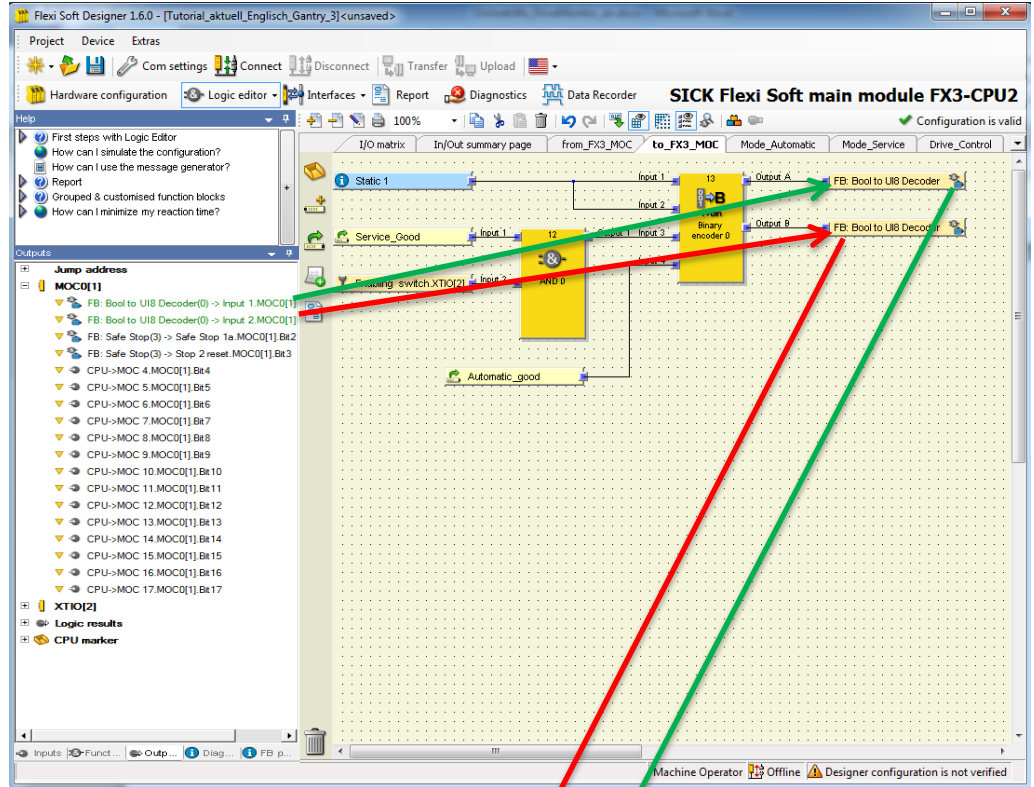 Flexi Soft Designer 1.6.0 - [Tutorial_aktuell_Englisch_Gantry_3]<unsaved>
Project Device Extras
Com settings Connect Disconnect Transfer Upload
Hardware configuration Logic editor Interfaces Report Diagnostics Data Recorder SICK Flexi Soft main module FX3-CPU2
Help
100%
Configuration is valid
First steps with Logic Editor
How can I simulate the configuration?
How can I use the message generator?
Report
Grouped & customised function blocks
How can I minimize my reaction time?
I/O matrix In/Out summary page from_FX3_MOC to_FX3_MOC Mode_Automatic Mode_Service Drive_Control
Static 1
Input 1
13
Output A
FB: Bool to UI8 Decoder
B
Input 2
Binary
encoder 0
Service_Good
Input 1
12
Output 1
Input 3
Output B
FB: Bool to UI8 Decoder
&
Enabling switch.XTIO[2]
Input 2
AND 0
Automatic_good
Outputs
Jump address
MOC0[1]
FB: Bool to UI8 Decoder(0) -> Input 1.MOC0[1]
FB: Bool to UI8 Decoder(0) -> Input 2.MOC0[1]
FB: Safe Stop(3) -> Safe Stop 1a.MOC0[1].Bit2
FB: Safe Stop(3) -> Stop 2 reset.MOC0[1].Bit3
CPU->MOC 4.MOC0[1].Bit4
CPU->MOC 5.MOC0[1].Bit5
CPU->MOC 6.MOC0[1].Bit6
CPU->MOC 7.MOC0[1].Bit7
CPU->MOC 8.MOC0[1].Bit8
CPU->MOC 9.MOC0[1].Bit9
CPU->MOC 10.MOC0[1].Bit10
CPU->MOC 11.MOC0[1].Bit11
CPU->MOC 12.MOC0[1].Bit12
CPU->MOC 13.MOC0[1].Bit13
CPU->MOC 14.MOC0[1].Bit14
CPU->MOC 15.MOC0[1].Bit15
CPU->MOC 16.MOC0[1].Bit16
CPU->MOC 17.MOC0[1].Bit17
XTIO[2]
Logic results
CPU marker
Inputs Funct... Outp... Diag... FB p...
Machine Operator Offline Designer configuration is not verified